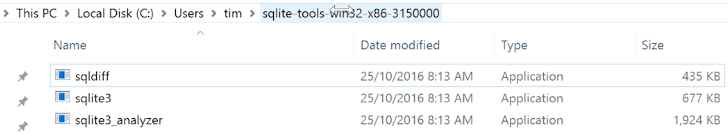 This PC > Local Disk (C:) > Users > tim > sqlite-tools-win32-x86-3150000
Name Date modified Type Size
sqldiff 25/10/2016 8:13 AM Application 435 KB
sqlite3 25/10/2016 8:13 AM Application 677 KB
sqlite3_analyzer 25/10/2016 8:13 AM Application 1,924 KB